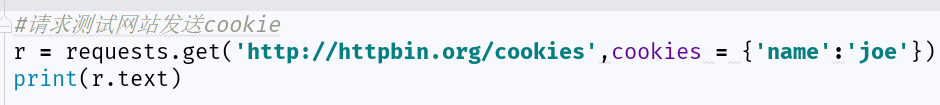 #请求测试网站发送cookie
r = requests.get('http://httpbin.org/cookies',cookies = {'name':'joe'})
print(r.text)